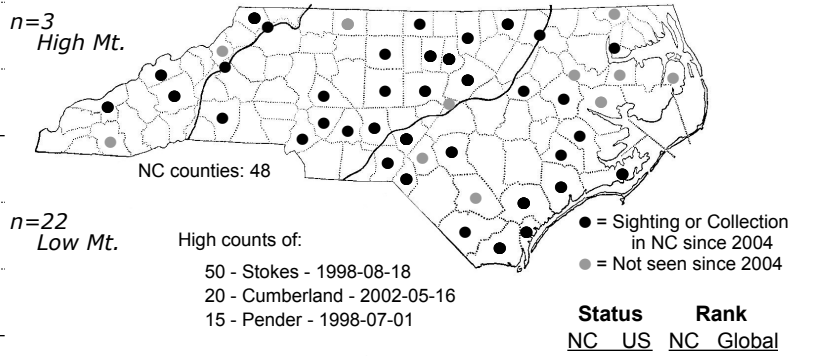 n=3
High Mt.
NC counties: 48
n=22
Low Mt.
High counts of:
50 - Stokes - 1998-08-18
20 - Cumberland - 2002-05-16
15 - Pender - 1998-07-01
= Sighting or Collection
in NC since 2004
= Not seen since 2004
Status Rank
NC US NC Global